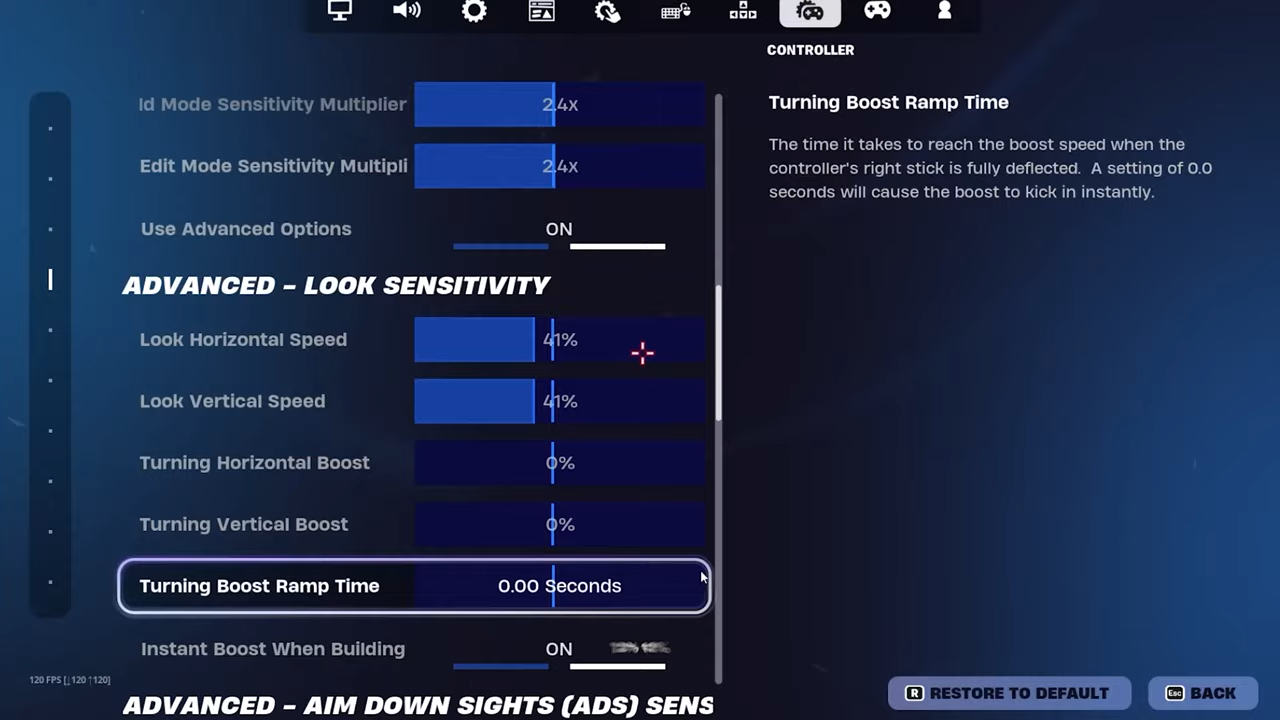 CONTROLLER
ld Mode Sensitivity Multiplier 2.4x
Edit Mode Sensitivity Multipli 2.4x
Use Advanced Options ON
ADVANCED – LOOK SENSITIVITY
Look Horizontal Speed 41%
Look Vertical Speed 41%
Turning Horizontal Boost 0%
Turning Vertical Boost 0%
Turning Boost Ramp Time 0.00 Seconds
Instant Boost When Building ON
ADVANCED – AIM DOWN SIGHTS (ADS) SENS
Turning Boost Ramp Time
The time it takes to reach the boost speed when the
controller's right stick is fully deflected. A setting of 0.0
seconds will cause the boost to kick in instantly.
120 FPS [↓120 ↑120]
R RESTORE TO DEFAULT
Esc BACK